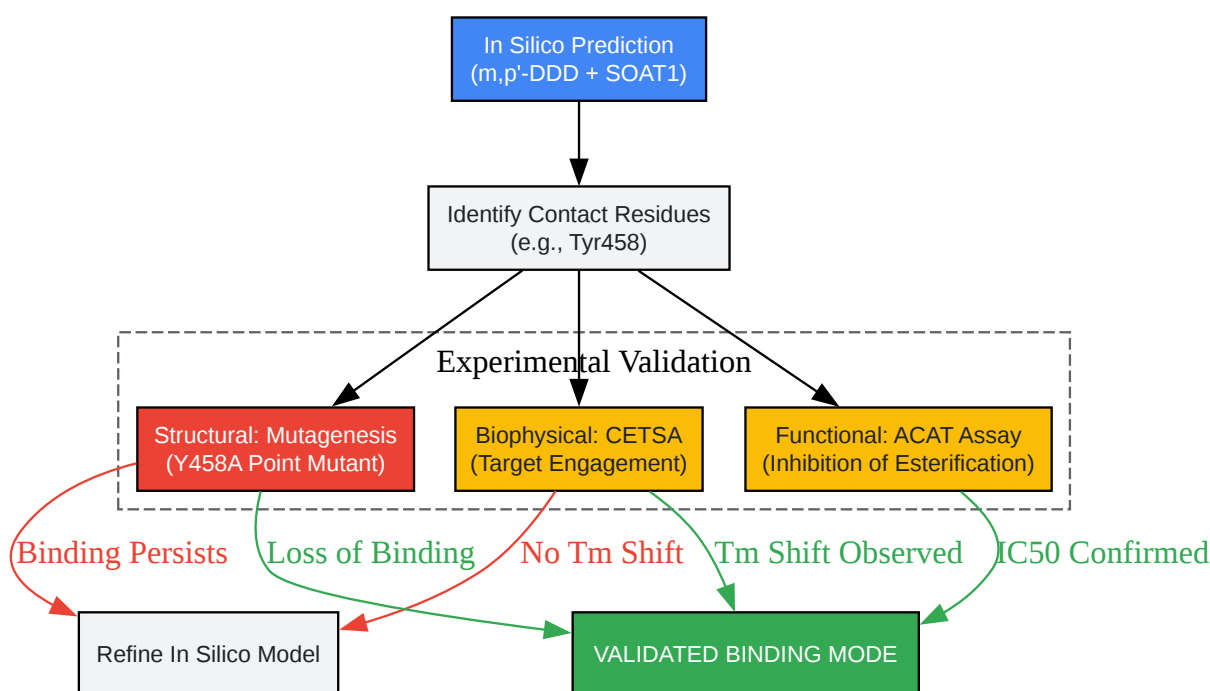 In Silico Prediction
(m,p'-DDD + SOAT1)
Identify Contact Residues
(e.g., Tyr458)
Experimental Validation
Structural: Mutagenesis
(Y458A Point Mutant)
Biophysical: CETSA
(Target Engagement)
Functional: ACAT Assay
(Inhibition of Esterification)
Binding Persists
Loss of Binding
No Tm Shift
Tm Shift Observed
IC50 Confirmed
Refine In Silico Model
VALIDATED BINDING MODE